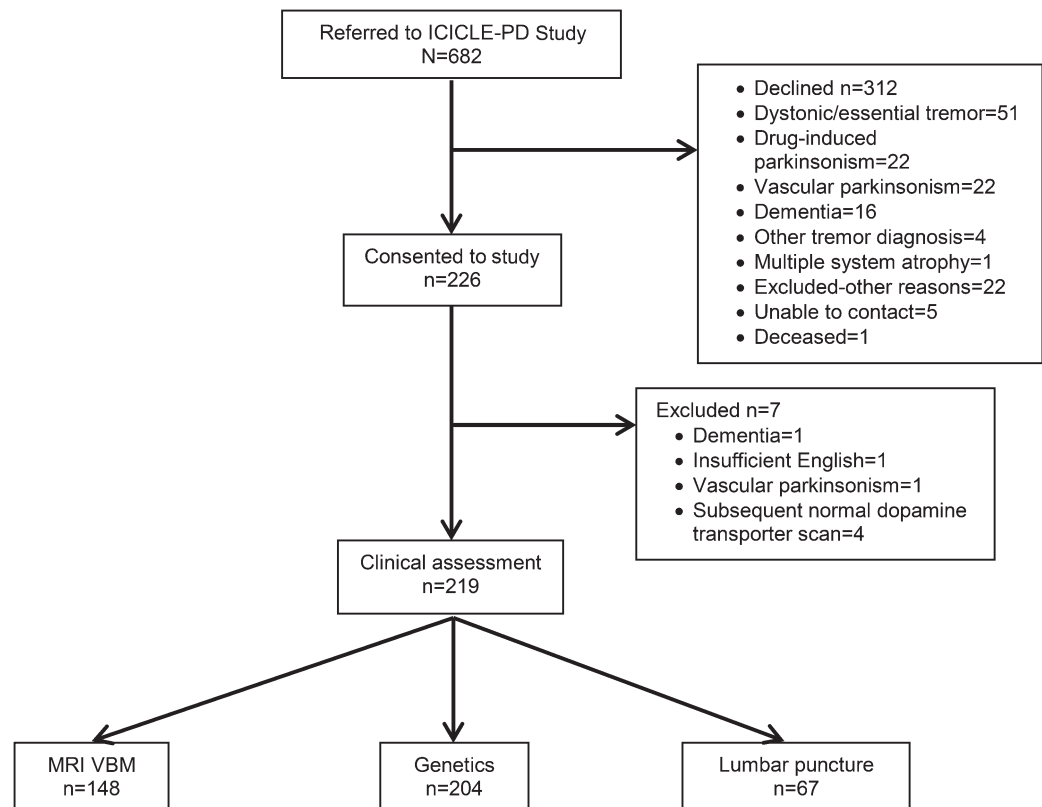 Referred to ICICLE-PD Study
N=682
• Declined n=312
• Dystonic/essential tremor=51
• Drug-induced
parkinsonism=22
• Vascular parkinsonism=22
• Dementia=16
• Other tremor diagnosis=4
• Multiple system atrophy=1
• Excluded-other reasons=22
• Unable to contact=5
• Deceased=1
Consented to study
n=226
Excluded n=7
• Dementia=1
• Insufficient English=1
• Vascular parkinsonism=1
• Subsequent normal dopamine
transporter scan=4
Clinical assessment
n=219
MRI VBM
n=148
Genetics
n=204
Lumbar puncture
n=67